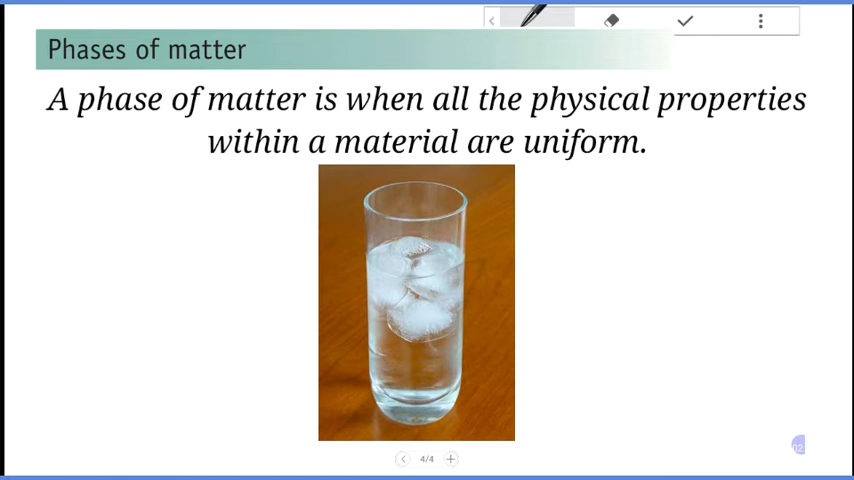 Phases of matter
A phase of matter is when all the physical properties
within a material are uniform.
4/4